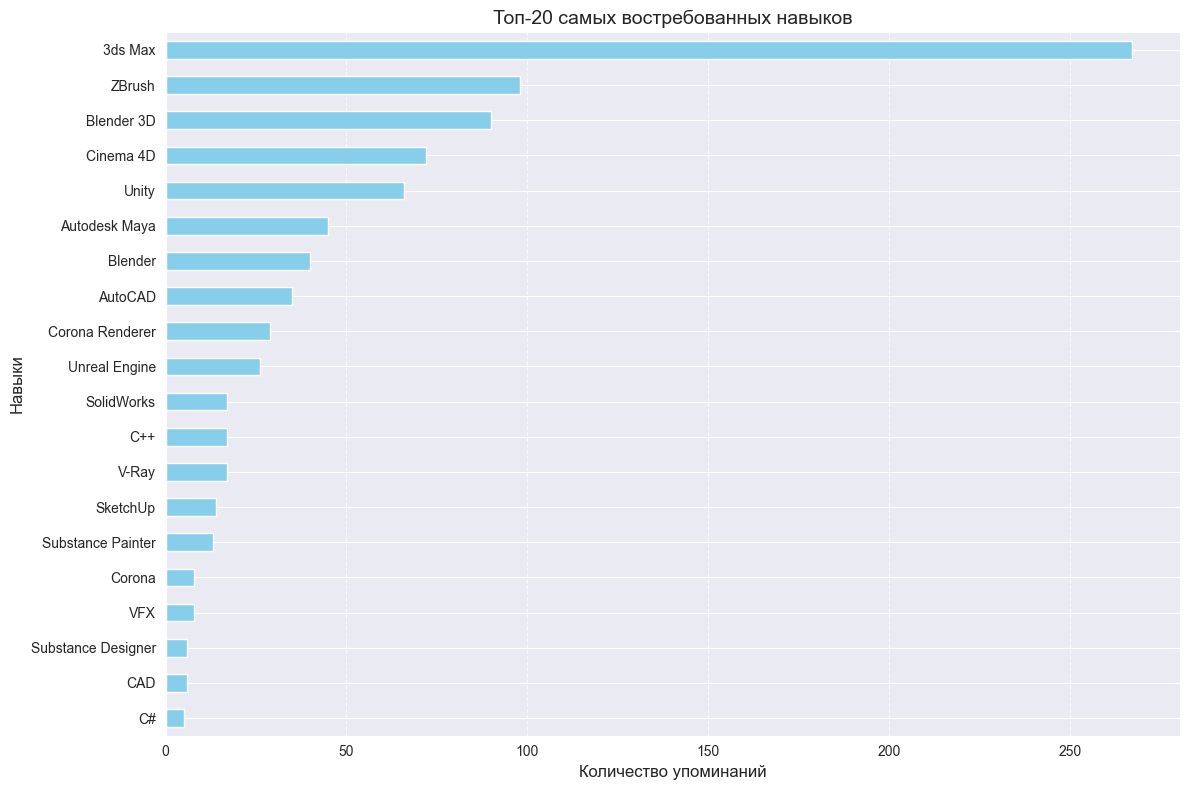 Топ-20 самых востребованных навыков
Навыки
3ds Max
ZBrush
Blender 3D
Cinema 4D
Unity
Autodesk Maya
Blender
AutoCAD
Corona Renderer
Unreal Engine
SolidWorks
C++
V-Ray
SketchUp
Substance Painter
Corona
VFX
Substance Designer
CAD
C#
0 50 100 150 200 250
Количество упоминаний